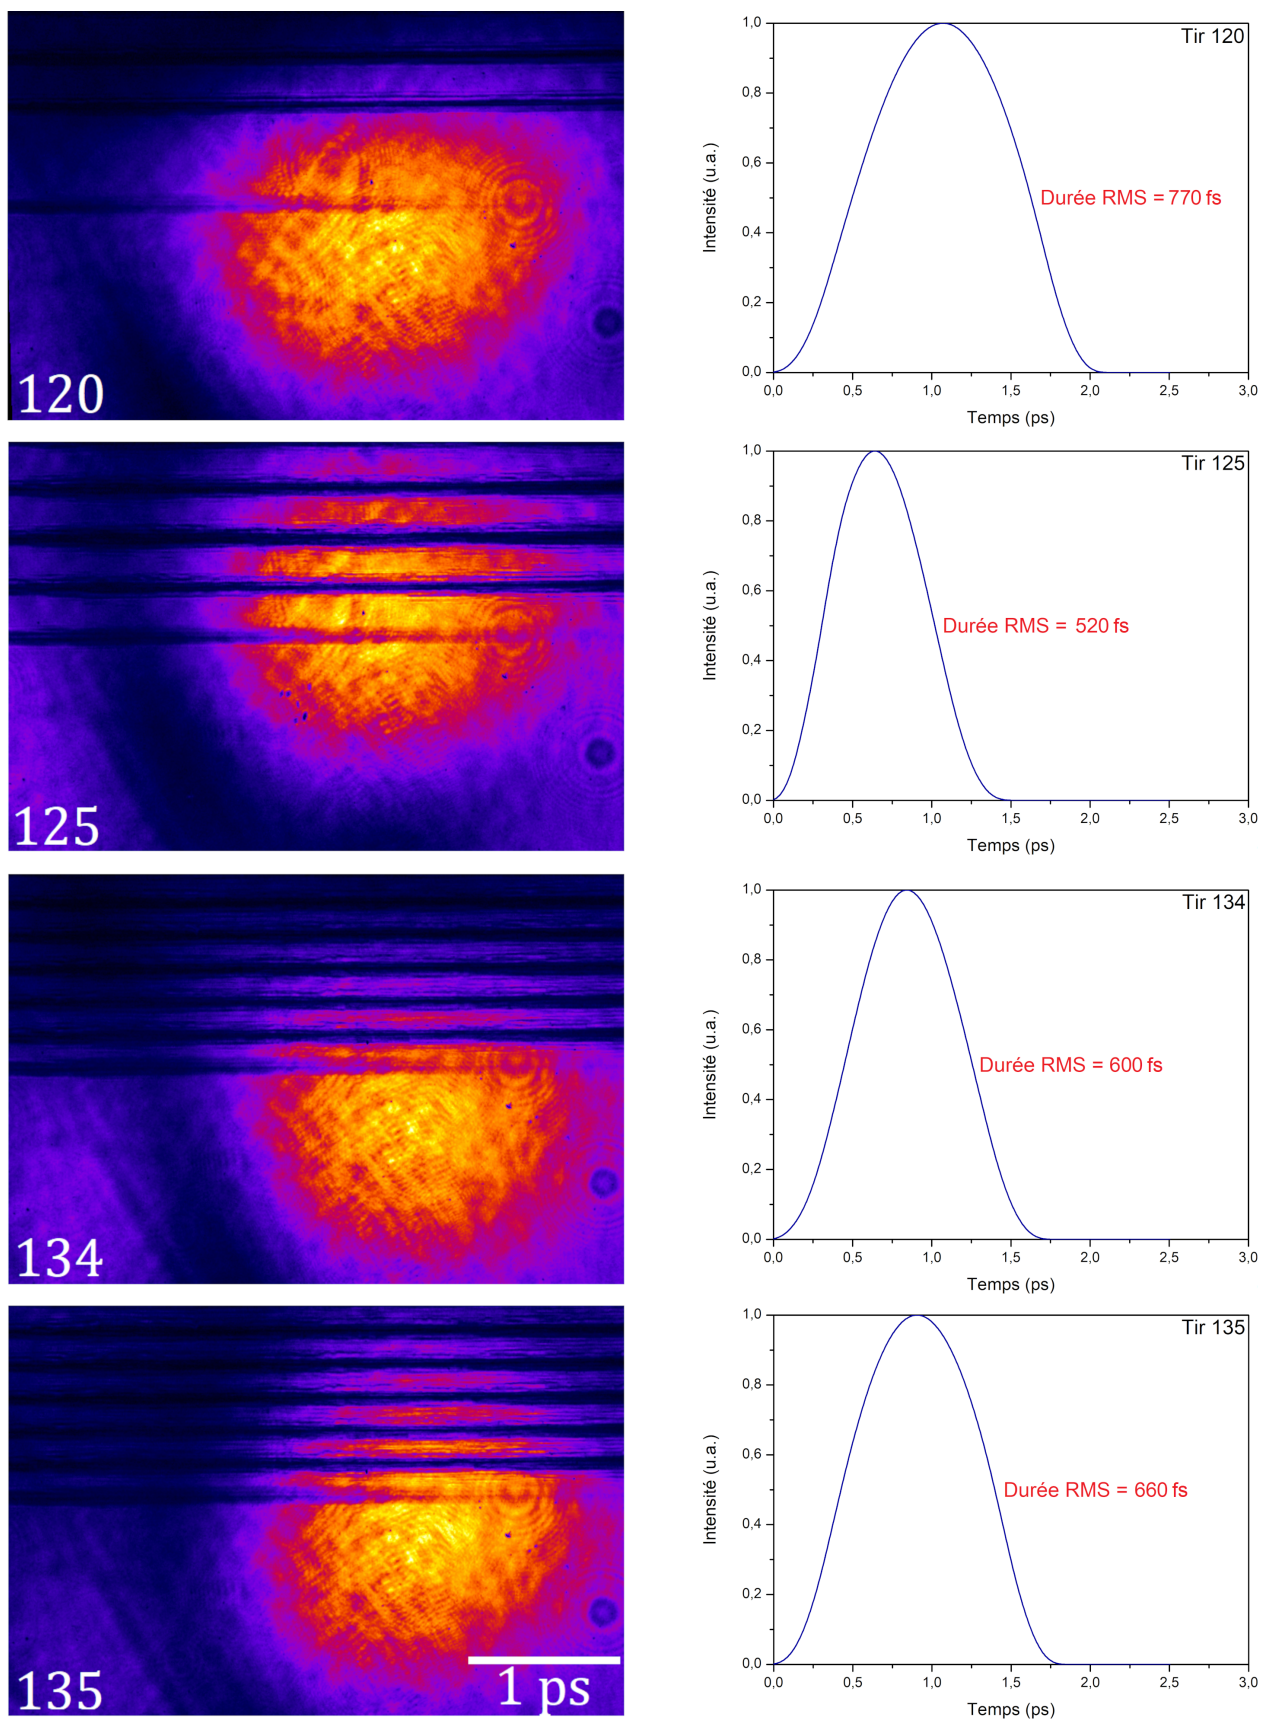 120
1,0
0,8
0,6
0,4
0,2
0,0
Intensité (u.a.)
Tir 120
Durée RMS = 770 fs
0,0 0,5 1,0 1,5 2,0 2,5 3,0
Temps (ps)
125
1,0
0,8
0,6
0,4
0,2
0,0
Intensité (u.a.)
Tir 125
Durée RMS = 520 fs
0,0 0,5 1,0 1,5 2,0 2,5 3,0
Temps (ps)
134
1,0
0,8
0,6
0,4
0,2
0,0
Intensité (u.a.)
Tir 134
Durée RMS = 600 fs
0,0 0,5 1,0 1,5 2,0 2,5 3,0
Temps (ps)
135
1 ps
1,0
0,8
0,6
0,4
0,2
0,0
Intensité (u.a.)
Tir 135
Durée RMS = 660 fs
0,0 0,5 1,0 1,5 2,0 2,5 3,0
Temps (ps)